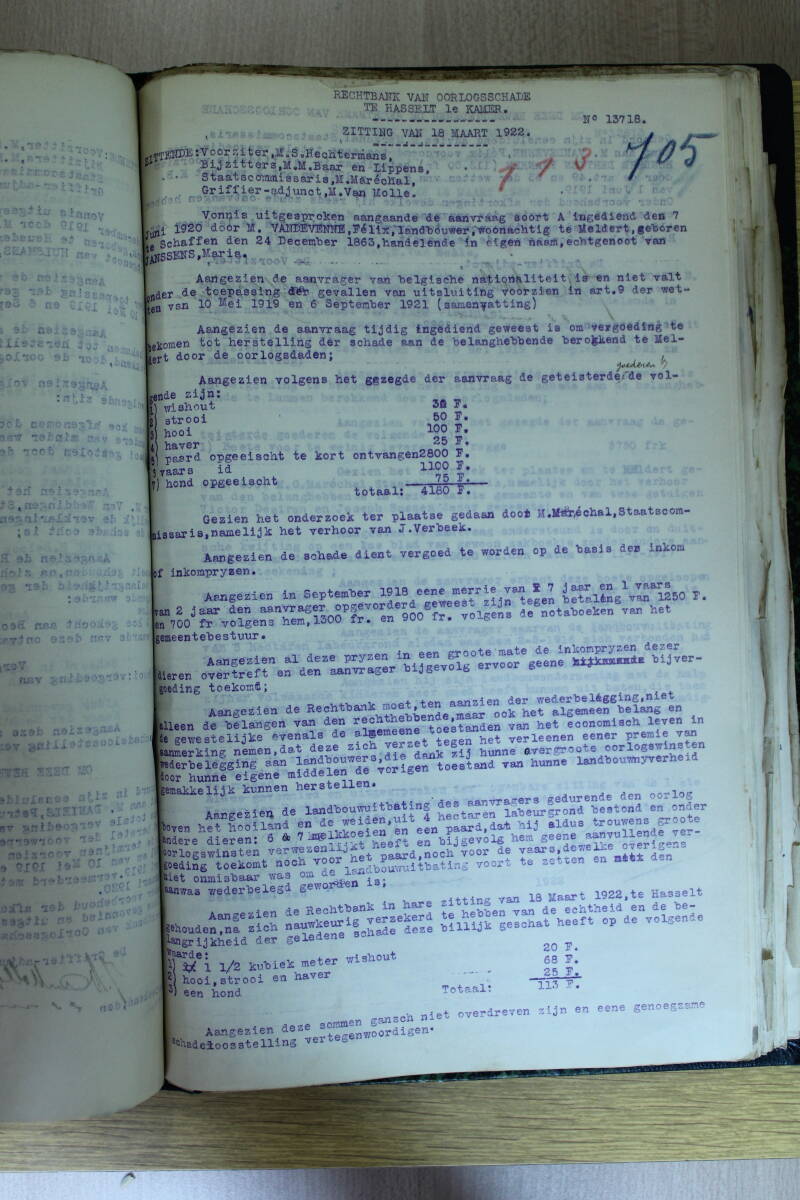 RECHTBANK VAN OORLOGSSCHADE
TE HASSELT 1e KAMER.
N° 13718.
ZITTING VAN 18 MAART 1922.
113 705
ZITTENDE:Voorziter,M.S.Hechtermans,
Bijzitters,M.M.Baar en Lippens,
Staatscommissaris,M.Maréchal,
Griffier-adjunct,M.Van Molle.
Vonnis uitgesproken aangaande de aanvraag soort A ingediend den 7
Juni 1920 door M. VANDEVENNE,Félix,landbouwer,woonachtig te Meldert,geboren
te Schaffen den 24 December 1863,handelende in eigen naam,echtgenoot van
JANSSENS,Maria.
Aangezien de aanvrager van belgische nationaliteit is en niet valt
onder de toepassing der gevallen van uitsluiting voorzien in art.9 der wet-
ten van 10 Mei 1919 en 6 September 1921 (samenvatting)
Aangezien de aanvraag tijdig ingediend geweest is om vergoeding te
bekomen tot herstelling der schade aan de belanghebbende berokkend te Mel-
dert door de oorlogsdaden;
Aangezien volgens het gezegde der aanvraag de geteisterde goederen de vol-
gende zijn:
1) wishout 30 F.
2) strooi 50 F.
3) hooi 100 F.
4) haver 25 F.
5) paard opgeeischt te kort ontvangen2800 F.
6 vaars id 1100 F.
7) hond opgeeischt 75 F.
totaal: 4180 F.
Gezien het onderzoek ter plaatse gedaan door M.Maréchal,Staatscom-
missaris,namelijk het verhoor van J.Verbeek.
Aangezien de schade dient vergoed te worden op de basis der inkom
of inkompryzen.
Aangezien in September 1918 eene merrie van 7 jaar en 1 vaars
van 2 jaar den aanvrager opgevorderd geweest zijn tegen betaling van 1250 F.
en 700 fr volgens hem,1300 fr. en 900 fr. volgens de notaboeken van het
gemeentebestuur.
Aangezien al deze pryzen in een groote mate de inkompryzen dezer
dieren overtreft en den aanvrager bijgevolg ervoor geene bijver-
goeding toekomt;
Aangezien de Rechtbank moet,ten aanzien der wederbelegging,niet
alleen de belangen van den rechthebbende,maar ook het algemeen belang en
de gewestelijke evenals de algemeene toestanden van het economisch leven in
aanmerking nemen,dat deze zich verzet tegen het verleenen eener premie van
wederbelegging aan landbouwers,die dank zij hunne overgroote oorlogswinsten
door hunne eigene middelen de vorigen toestand van hunne landbouwnyverheid
gemakkelijk kunnen herstellen.
Aangezien de landbouwuitbating des aanvragers gedurende den oorlog
boven het hooiland en de weiden,uit 4 hectaren labeurgrond bestond en onder
andere dieren: 6 à 7 melkkoeien en een paard,dat hij aldus trouwens groote
oorlogswinsten verwezenlijkt heeft en bijgevolg hem geene aanvullende ver-
goeding toekomt noch voor het paard,noch voor de vaars,dewelke overigens
niet onmisbaar was om de landbouwuitbating voort te zetten en den
aanwas wederbelegd geworden is;
Aangezien de Rechtbank in hare zitting van 18 Maart 1922,te Hasselt
gehouden,na zich nauwkeurig verzekerd te hebben van de echtheid en de be-
langrijkheid der geledene schade deze billijk geschat heeft op de volgende
waarde:
1) 1 1/2 kubiek meter wishout 20 F.
2) hooi,strooi en haver 68 F.
3) een hond 25 F.
Totaal: 113 F.
Aangezien deze sommen gansch niet overdreven zijn en eene genoegzame
schadeloosstelling vertegenwoordigen.